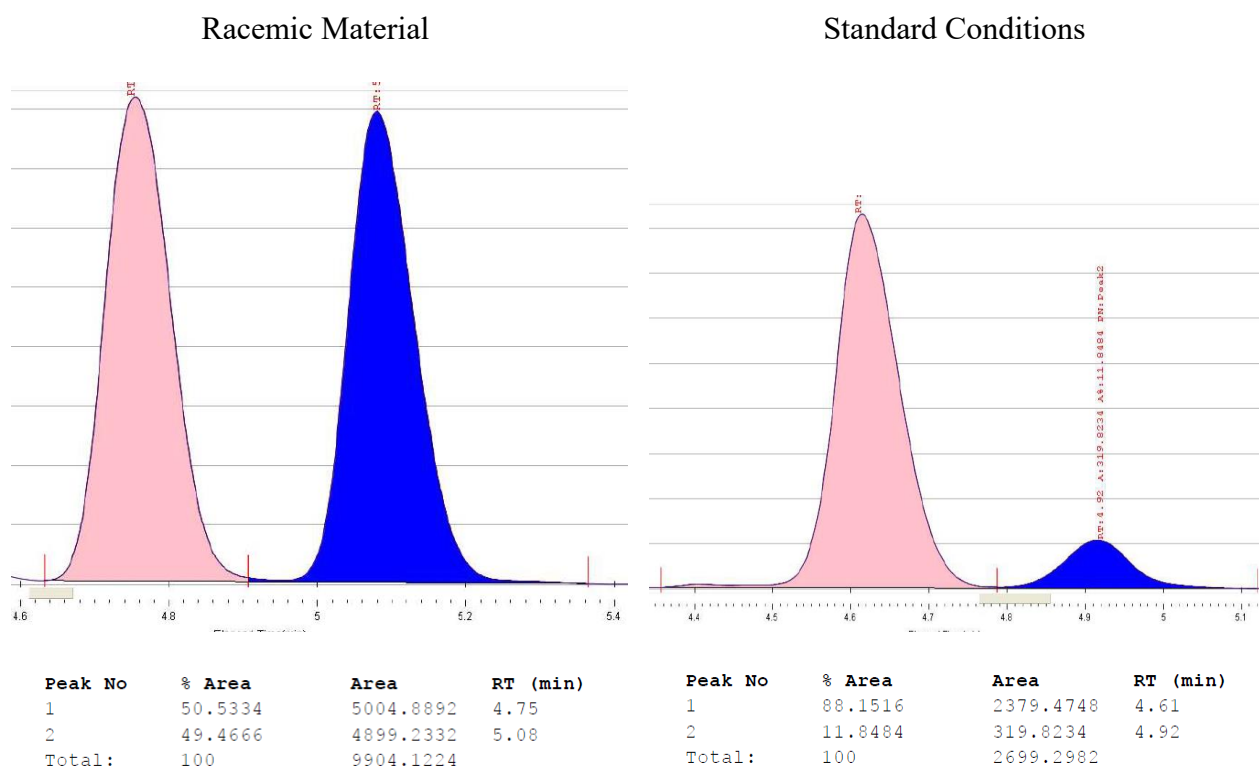 Racemic Material
Standard Conditions
RT
RT:
RT:
RT:4.92 A:319.8234 A%:11.8484 PN:Peak2
4.6 4.8 5 5.2 5.4
4.4 4.5 4.6 4.7 4.8 4.9 5 5.1
Peak No % Area Area RT (min)
1 50.5334 5004.8892 4.75
2 49.4666 4899.2332 5.08
Total: 100 9904.1224
Peak No % Area Area RT (min)
1 88.1516 2379.4748 4.61
2 11.8484 319.8234 4.92
Total: 100 2699.2982